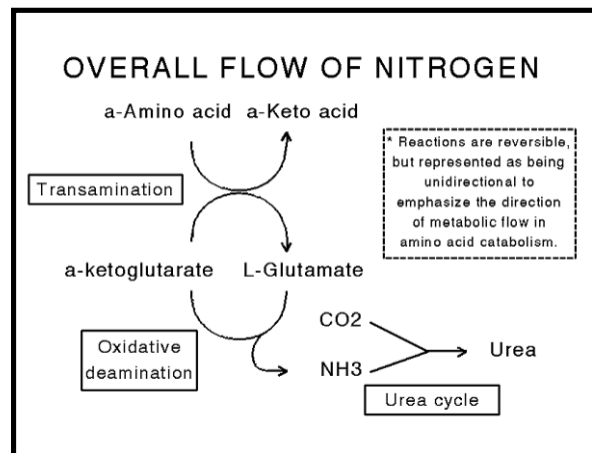 OVERALL FLOW OF NITROGEN
a-Amino acid a-Keto acid
* Reactions are reversible,
but represented as being
unidirectional to
emphasize the direction
of metabolic flow in
amino acid catabolism.
Transamination
a-ketoglutarate L-Glutamate
CO2
Oxidative
deamination
NH3
Urea
Urea cycle